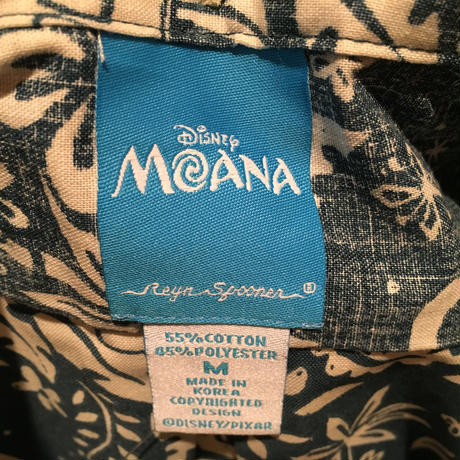 Disney
MOANA
Reyn Spooner ®
55%COTTON
45%POLYESTER
M
MADE IN
KOREA
COPYRIGHTED
DESIGN
©DISNEY/PIXAR